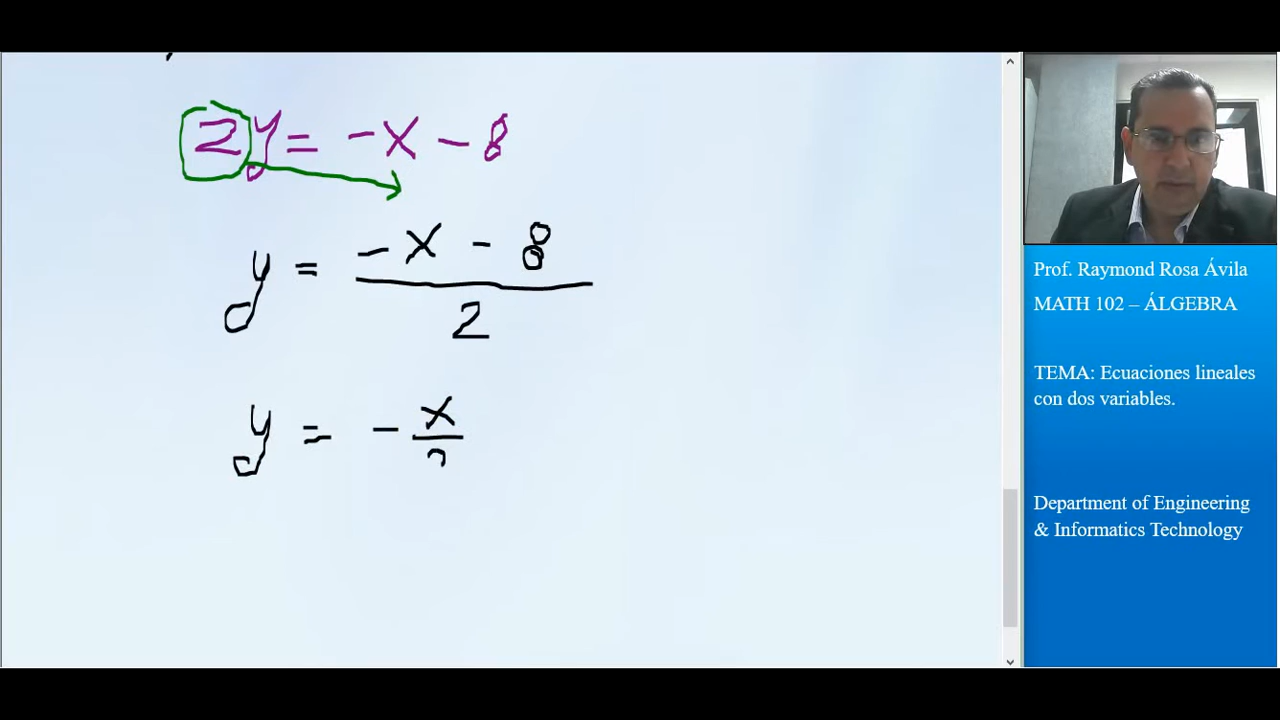 2y = -x - 8
y = -x - 8
2
y = - x
2
Prof. Raymond Rosa Ávila
MATH 102 – ÁLGEBRA
TEMA: Ecuaciones lineales
con dos variables.
Department of Engineering
& Informatics Technology